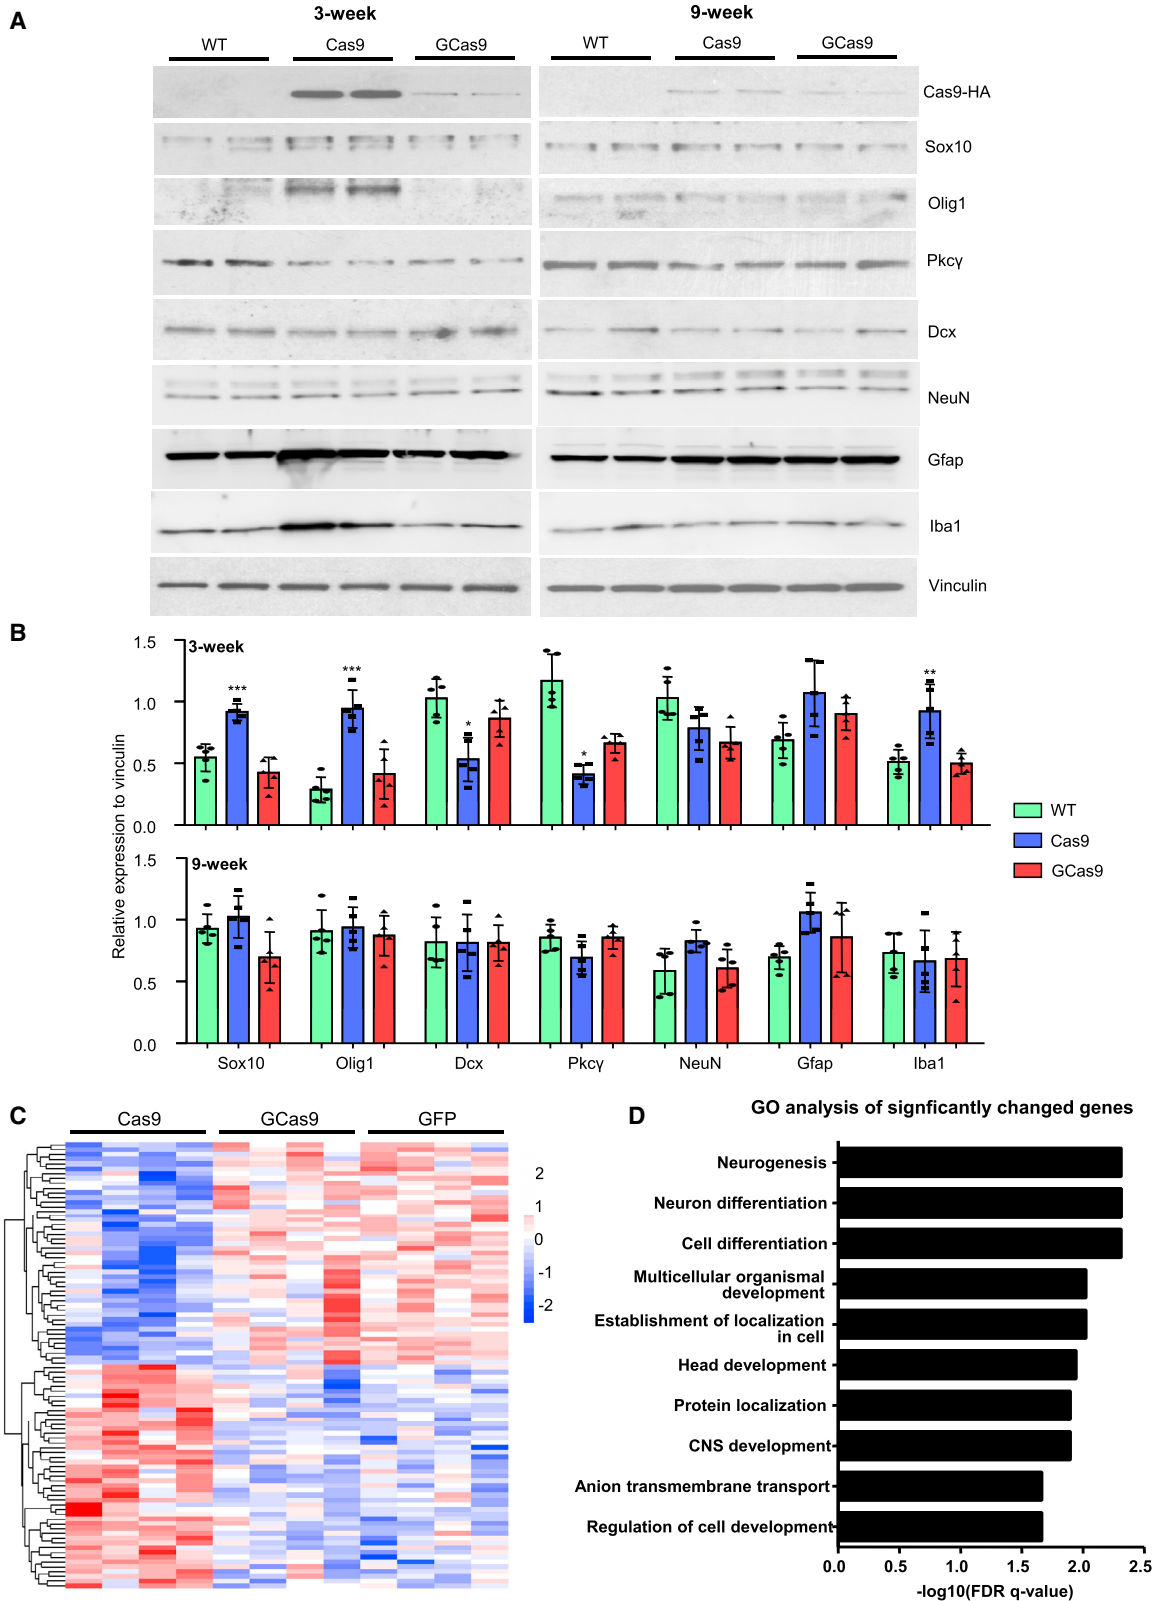 A
3-week
9-week
WT
Cas9
GCas9
WT
Cas9
GCas9
Cas9-HA
Sox10
Olig1
Pkcγ
Dcx
NeuN
Gfap
Iba1
Vinculin
B
Relative expression to vinculin
1.5
1.0
0.5
0.0
3-week
***
***
*
*
**
1.5
1.0
0.5
0.0
9-week
Sox10
Olig1
Dcx
Pkcγ
NeuN
Gfap
Iba1
WT
Cas9
GCas9
C
Cas9
GCas9
GFP
2
1
0
-1
-2
D
GO analysis of signficantly changed genes
Neurogenesis
Neuron differentiation
Cell differentiation
Multicellular organismal
development
Establishment of localization
in cell
Head development
Protein localization
CNS development
Anion transmembrane transport
Regulation of cell development
0.0
0.5
1.0
1.5
2.0
2.5
-log10(FDR q-value)